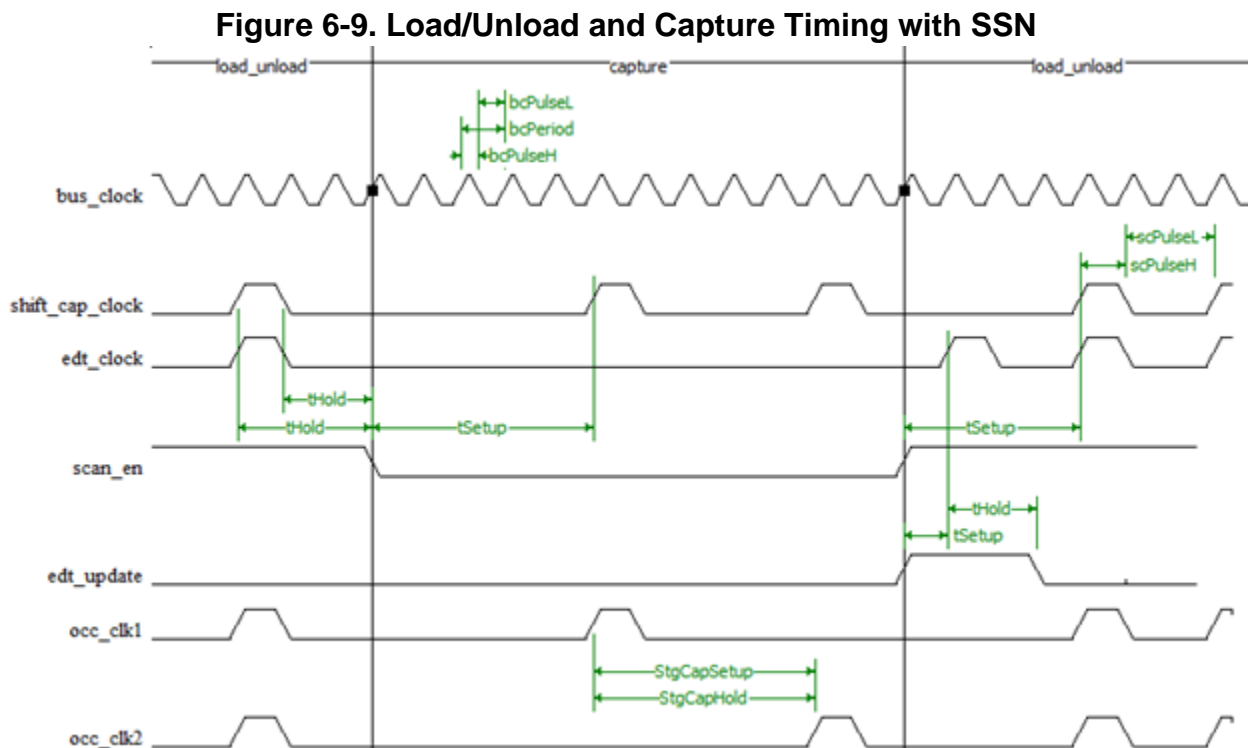 Figure 6-9. Load/Unload and Capture Timing with SSN
load_unload capture load_unload
bcPulseL
bcPeriod
bcPulseH
bus_clock
scPulseL
scPulseH
shift_cap_clock
edt_clock
tHold
tHold tSetup tSetup
scan_en
tHold
tSetup
edt_update
occ_clk1
StgCapSetup
StgCapHold
occ_clk2